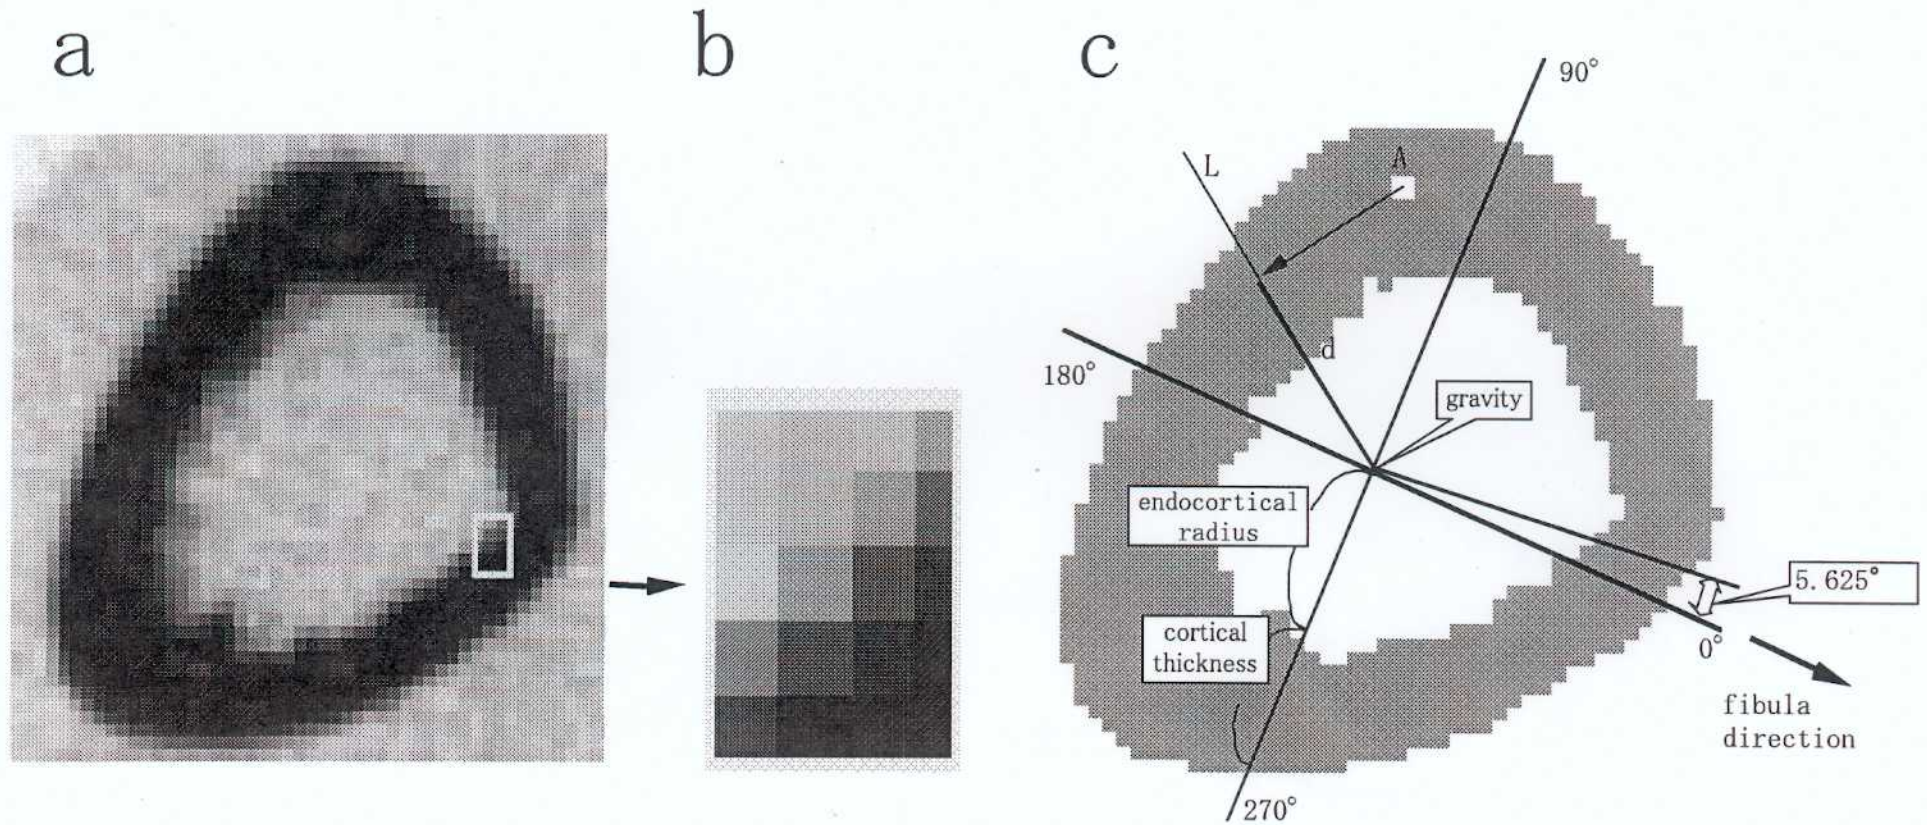 a
b
c
90°
L
A
d
180°
gravity
endocortical
radius
5.625°
cortical
thickness
0°
fibula
direction
270°